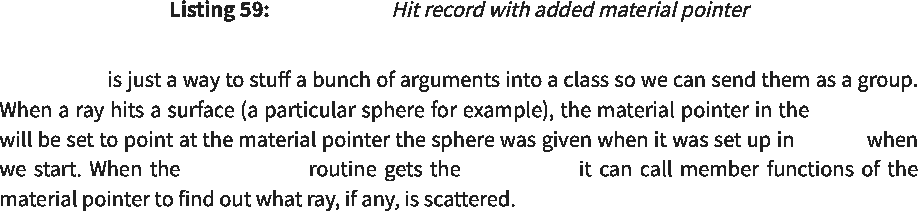 Listing 59: Hit record with added material pointer
is just a way to stuff a bunch of arguments into a class so we can send them as a group.
When a ray hits a surface (a particular sphere for example), the material pointer in the
will be set to point at the material pointer the sphere was given when it was set up in when
we start. When the routine gets the it can call member functions of the
material pointer to find out what ray, if any, is scattered.